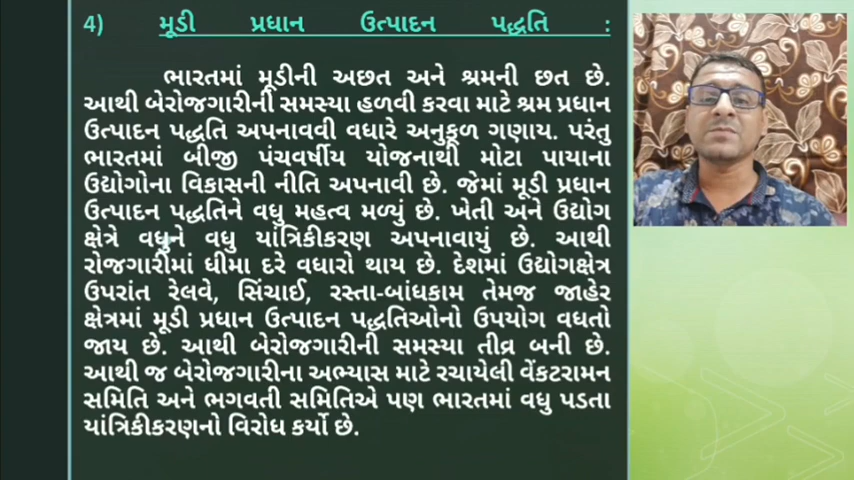 4) મૂડી પ્રધાન ઉત્પાદન પદ્ધતિ :
ભારતમાં મૂડીની અછત અને શ્રમની છત છે.
આથી બેરોજગારીની સમસ્યા હળવી કરવા માટે શ્રમ પ્રધાન
ઉત્પાદન પદ્ધતિ અપનાવવી વધારે અનુકૂળ ગણાય. પરંતુ
ભારતમાં બીજી પંચવર્ષીય યોજનાથી મોટા પાયાના
ઉદ્યોગોના વિકાસની નીતિ અપનાવી છે. જેમાં મૂડી પ્રધાન
ઉત્પાદન પદ્ધતિને વધુ મહત્વ મળ્યું છે. ખેતી અને ઉદ્યોગ
ક્ષેત્રે વધુને વધુ યાંત્રિકીકરણ અપનાવાયું છે. આથી
રોજગારીમાં ધીમા દરે વધારો થાય છે. દેશમાં ઉદ્યોગક્ષેત્ર
ઉપરાંત રેલવે, સિંચાઈ, રસ્તા-બાંધકામ તેમજ જાહેર
ક્ષેત્રમાં મૂડી પ્રધાન ઉત્પાદન પદ્ધતિઓનો ઉપયોગ વધતો
જાય છે. આથી બેરોજગારીની સમસ્યા તીવ્ર બની છે.
આથી જ બેરોજગારીના અભ્યાસ માટે રચાયેલી વેંકટરામન
સમિતિ અને ભગવતી સમિતિએ પણ ભારતમાં વધુ પડતા
યાંત્રિકીકરણનો વિરોધ કર્યો છે.